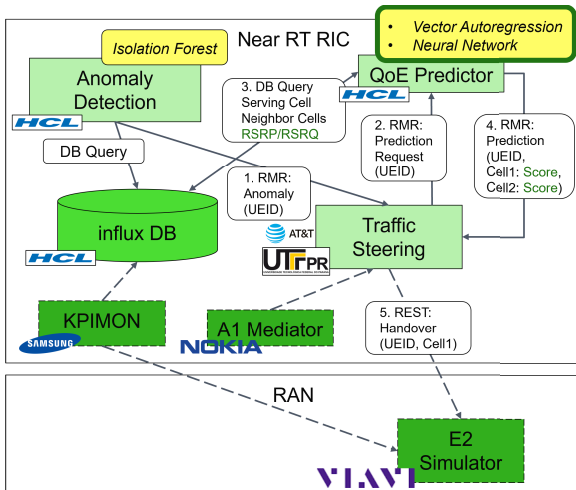 Near RT RIC
Isolation Forest
• Vector Autoregression
• Neural Network
Anomaly
Detection
HCL
QoE Predictor
HCL
3. DB Query
Serving Cell
Neighbor Cells
RSRP/RSRQ
2. RMR:
Prediction
Request
(UEID)
4. RMR:
Prediction
(UEID,
Cell1: Score,
Cell2: Score)
DB Query
1. RMR:
Anomaly
(UEID)
influx DB
HCL
AT&T
UTFPR
Traffic
Steering
KPIMON
SAMSUNG
A1 Mediator
NOKIA
5. REST:
Handover
(UEID, Cell1)
RAN
E2
Simulator
VIAVI